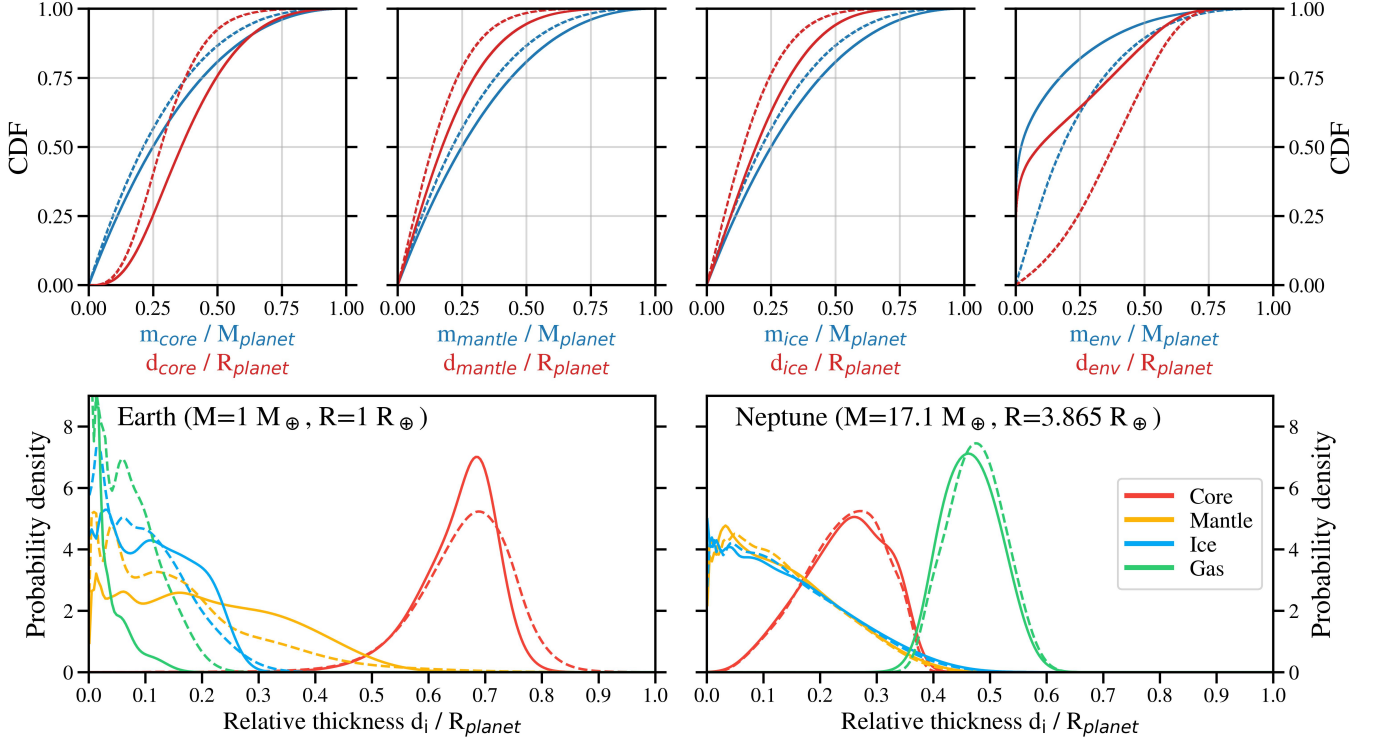 1.00
0.75
0.50
0.25
0.00
CDF
0.00 0.25 0.50 0.75 1.00
m_core / M_planet
d_core / R_planet
0.00 0.25 0.50 0.75 1.00
m_mantle / M_planet
d_mantle / R_planet
0.00 0.25 0.50 0.75 1.00
m_ice / M_planet
d_ice / R_planet
0.00 0.25 0.50 0.75 1.00
m_env / M_planet
d_env / R_planet
1.00
0.75
0.50
0.25
0.00
CDF
Earth (M=1 M⊕, R=1 R⊕)
8
6
4
2
0
Probability density
0.0 0.1 0.2 0.3 0.4 0.5 0.6 0.7 0.8 0.9 1.0
Relative thickness d_i / R_planet
Neptune (M=17.1 M⊕, R=3.865 R⊕)
Core
Mantle
Ice
Gas
8
6
4
2
0
Probability density
0.0 0.1 0.2 0.3 0.4 0.5 0.6 0.7 0.8 0.9 1.0
Relative thickness d_i / R_planet